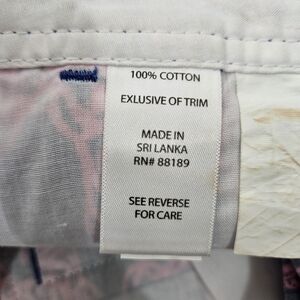 100% COTTON
EXLUSIVE OF TRIM
MADE IN
SRI LANKA
RN# 88189
SEE REVERSE
FOR CARE